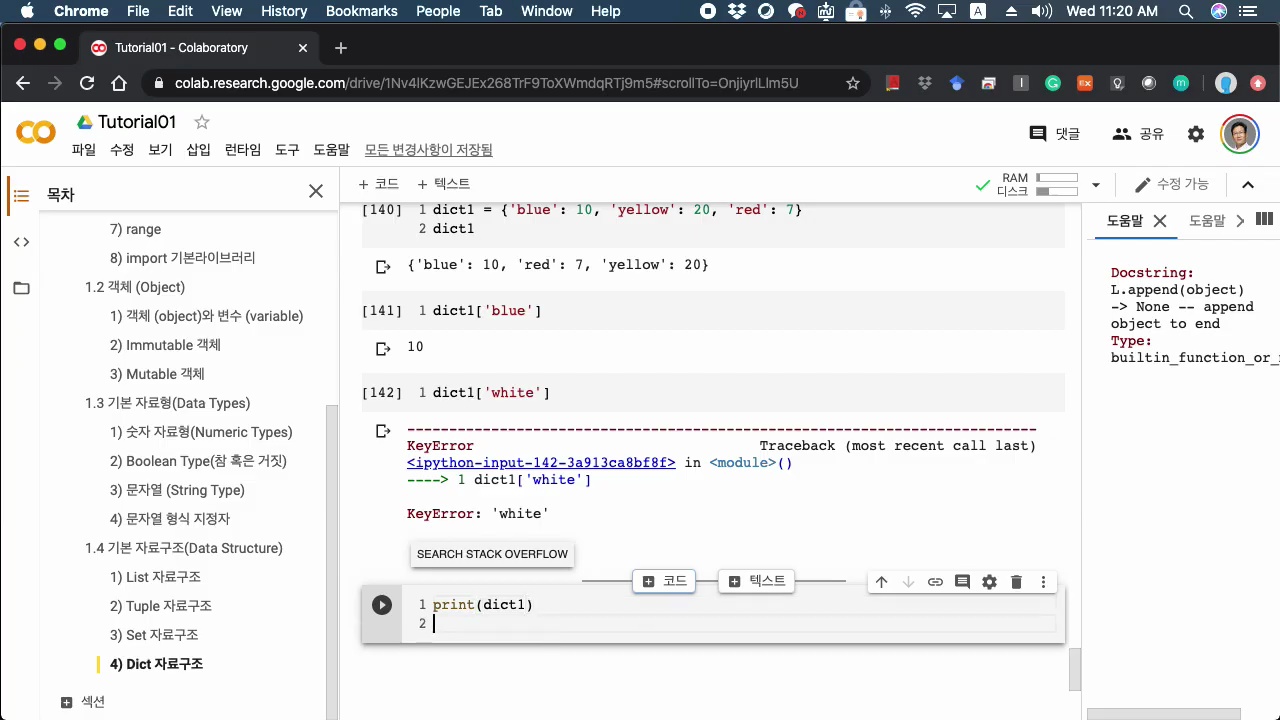 Chrome File Edit View History Bookmarks People Tab Window Help A Wed 11:20 AM
Tutorial01 - Colaboratory
colab.research.google.com/drive/1Nv4lKzwGEJEx268TrF9ToXWmdqRTj9m5#scrollTo=OnjiyrlLlm5U
Tutorial01
댓글 공유
파일 수정 보기 삽입 런타임 도구 도움말 모든 변경사항이 저장됨
목차
7) range
8) import 기본라이브러리
1.2 객체 (Object)
1) 객체 (object)와 변수 (variable)
2) Immutable 객체
3) Mutable 객체
1.3 기본 자료형(Data Types)
1) 숫자 자료형(Numeric Types)
2) Boolean Type(참 혹은 거짓)
3) 문자열 (String Type)
4) 문자열 형식 지정자
1.4 기본 자료구조(Data Structure)
1) List 자료구조
2) Tuple 자료구조
3) Set 자료구조
4) Dict 자료구조
섹션
+ 코드 + 텍스트
RAM
디스크
수정 가능
[140] 1 dict1 = {'blue': 10, 'yellow': 20, 'red': 7}
2 dict1
{'blue': 10, 'red': 7, 'yellow': 20}
[141] 1 dict1['blue']
10
[142] 1 dict1['white']
---------------------------------------------------------------------------
KeyError Traceback (most recent call last)
<ipython-input-142-3a913ca8bf8f> in <module>()
----> 1 dict1['white']
KeyError: 'white'
SEARCH STACK OVERFLOW
코드 텍스트
1 print(dict1)
2
도움말 도움말
Docstring:
L.append(object)
-> None -- append
object to end
Type:
builtin_function_or_